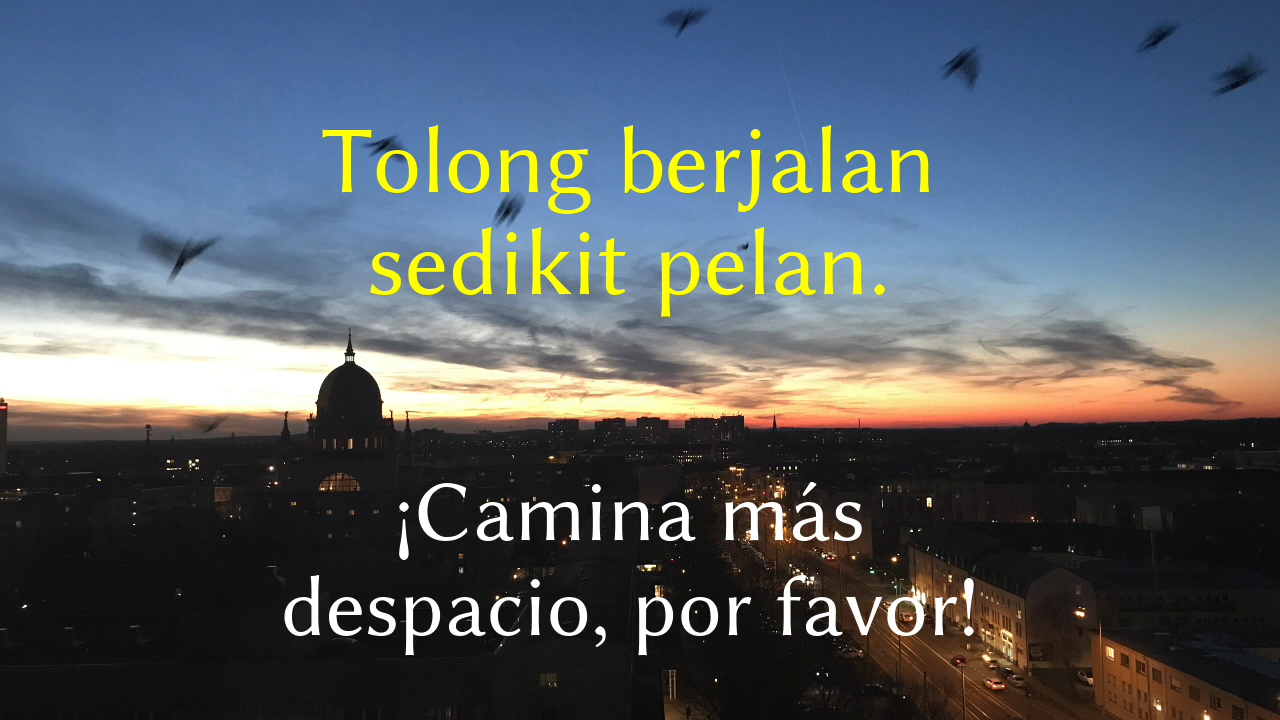 Tolong berjalan
sedikit pelan.
¡Camina más
despacio, por favor!